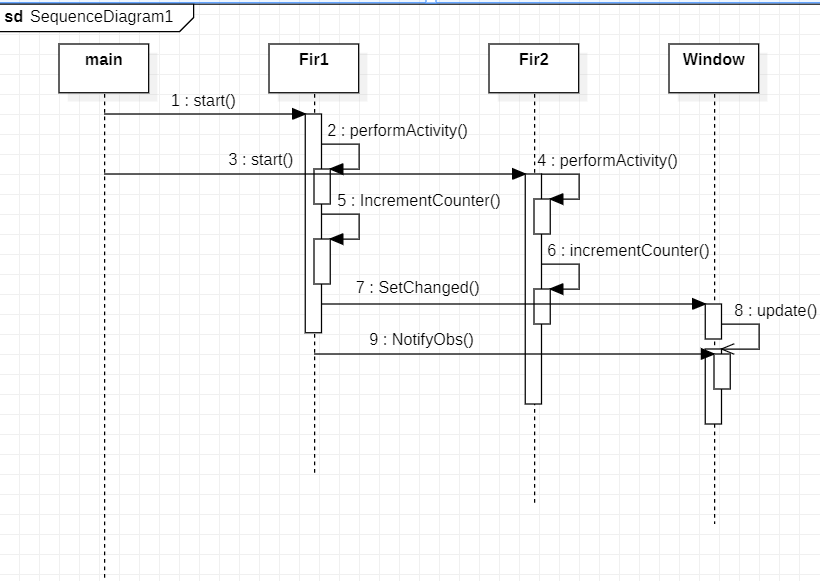 sd SequenceDiagram1
main
Fir1
Fir2
Window
1 : start()
2 : performActivity()
3 : start()
4 : performActivity()
5 : IncrementCounter()
6 : incrementCounter()
7 : SetChanged()
8 : update()
9 : NotifyObs()